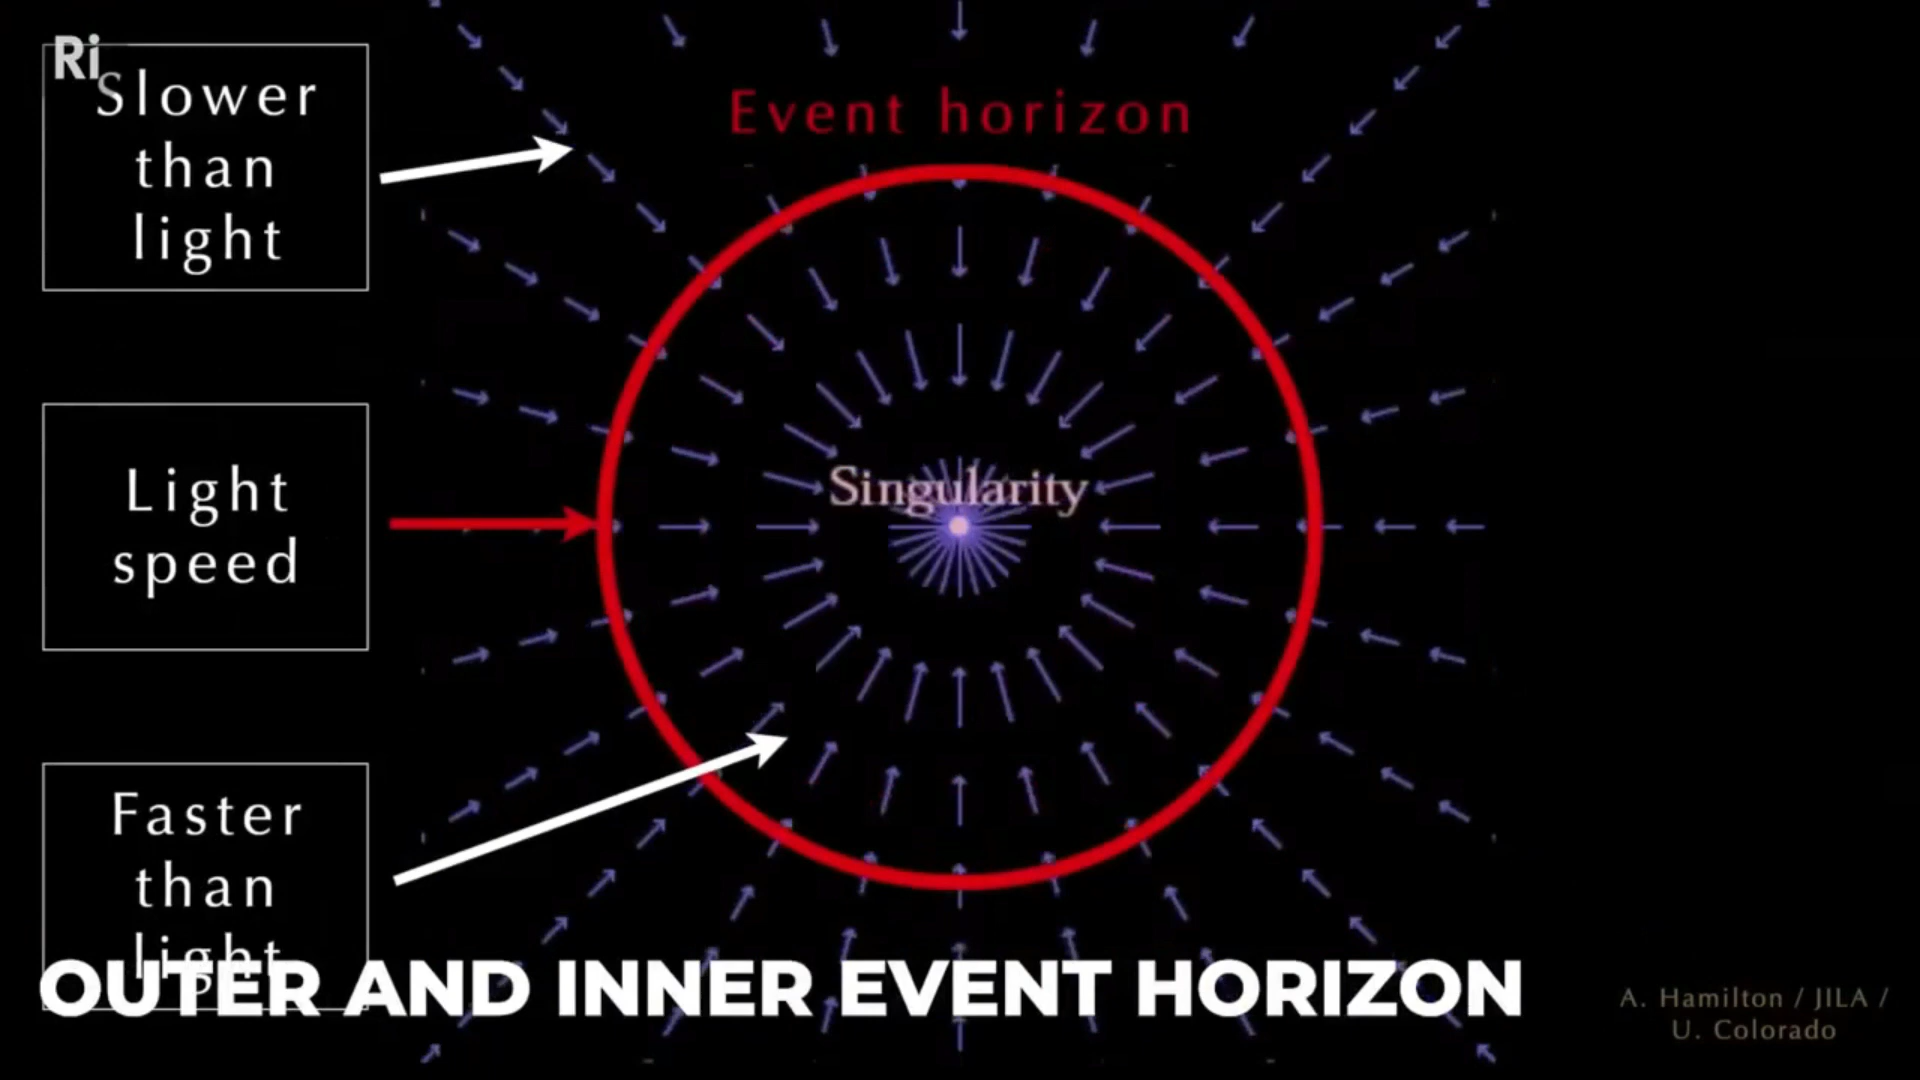 Ri
Slower
than
light
Event horizon
Light
speed
Singularity
Faster
than
light
OUTER AND INNER EVENT HORIZON
A. Hamilton / JILA /
U. Colorado